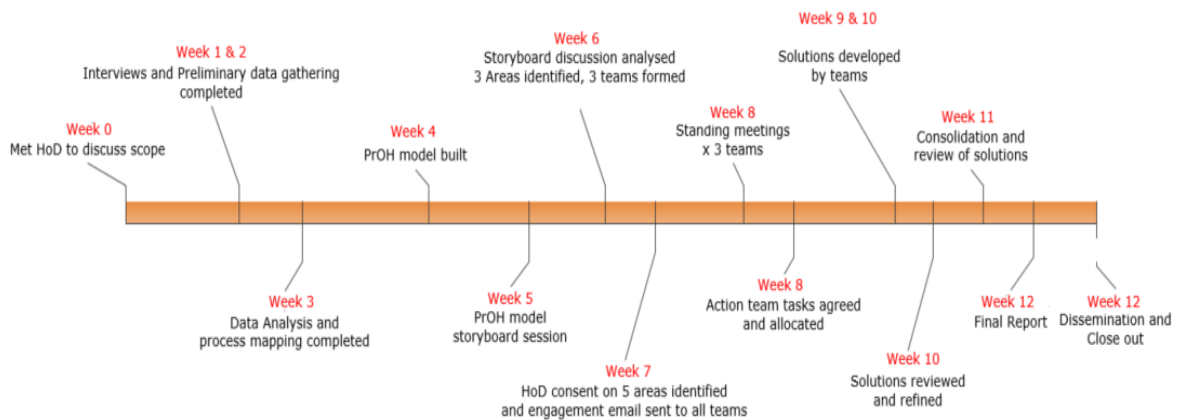 Week 0
Met HoD to discuss scope
Week 1 & 2
Interviews and Preliminary data gathering
completed
Week 3
Data Analysis and
process mapping completed
Week 4
PrOH model built
Week 5
PrOH model
storyboard session
Week 6
Storyboard discussion analysed
3 Areas identified, 3 teams formed
Week 7
HoD consent on 5 areas identified
and engagement email sent to all teams
Week 8
Standing meetings
x 3 teams
Week 8
Action team tasks agreed
and allocated
Week 9 & 10
Solutions developed
by teams
Week 10
Solutions reviewed
and refined
Week 11
Consolidation and
review of solutions
Week 12
Final Report
Week 12
Dissemination and
Close out